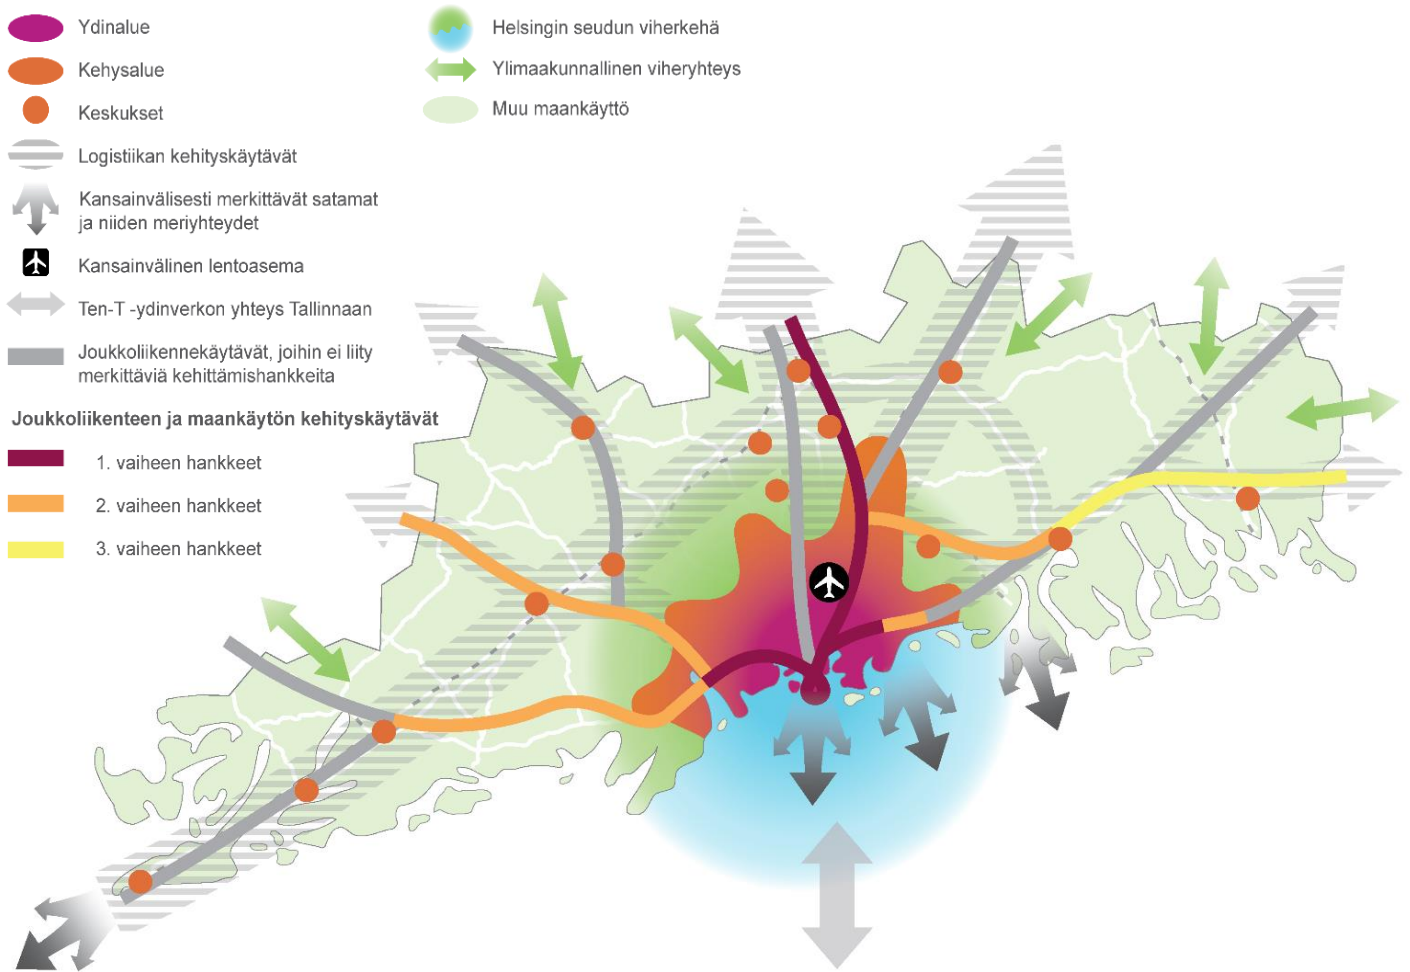 Ydinalue
Kehysalue
Keskukset
Logistiikan kehityskäytävät
Kansainvälisesti merkittävät satamat
ja niiden meriyhteydet
Kansainvälinen lentoasema
Ten-T -ydinverkon yhteys Tallinnaan
Joukkoliikennekäytävät, joihin ei liity
merkittäviä kehittämishankkeita
Joukkoliikenteen ja maankäytön kehityskäytävät
1. vaiheen hankkeet
2. vaiheen hankkeet
3. vaiheen hankkeet
Helsingin seudun viherkehä
Ylimaakunnallinen viheryhteys
Muu maankäyttö